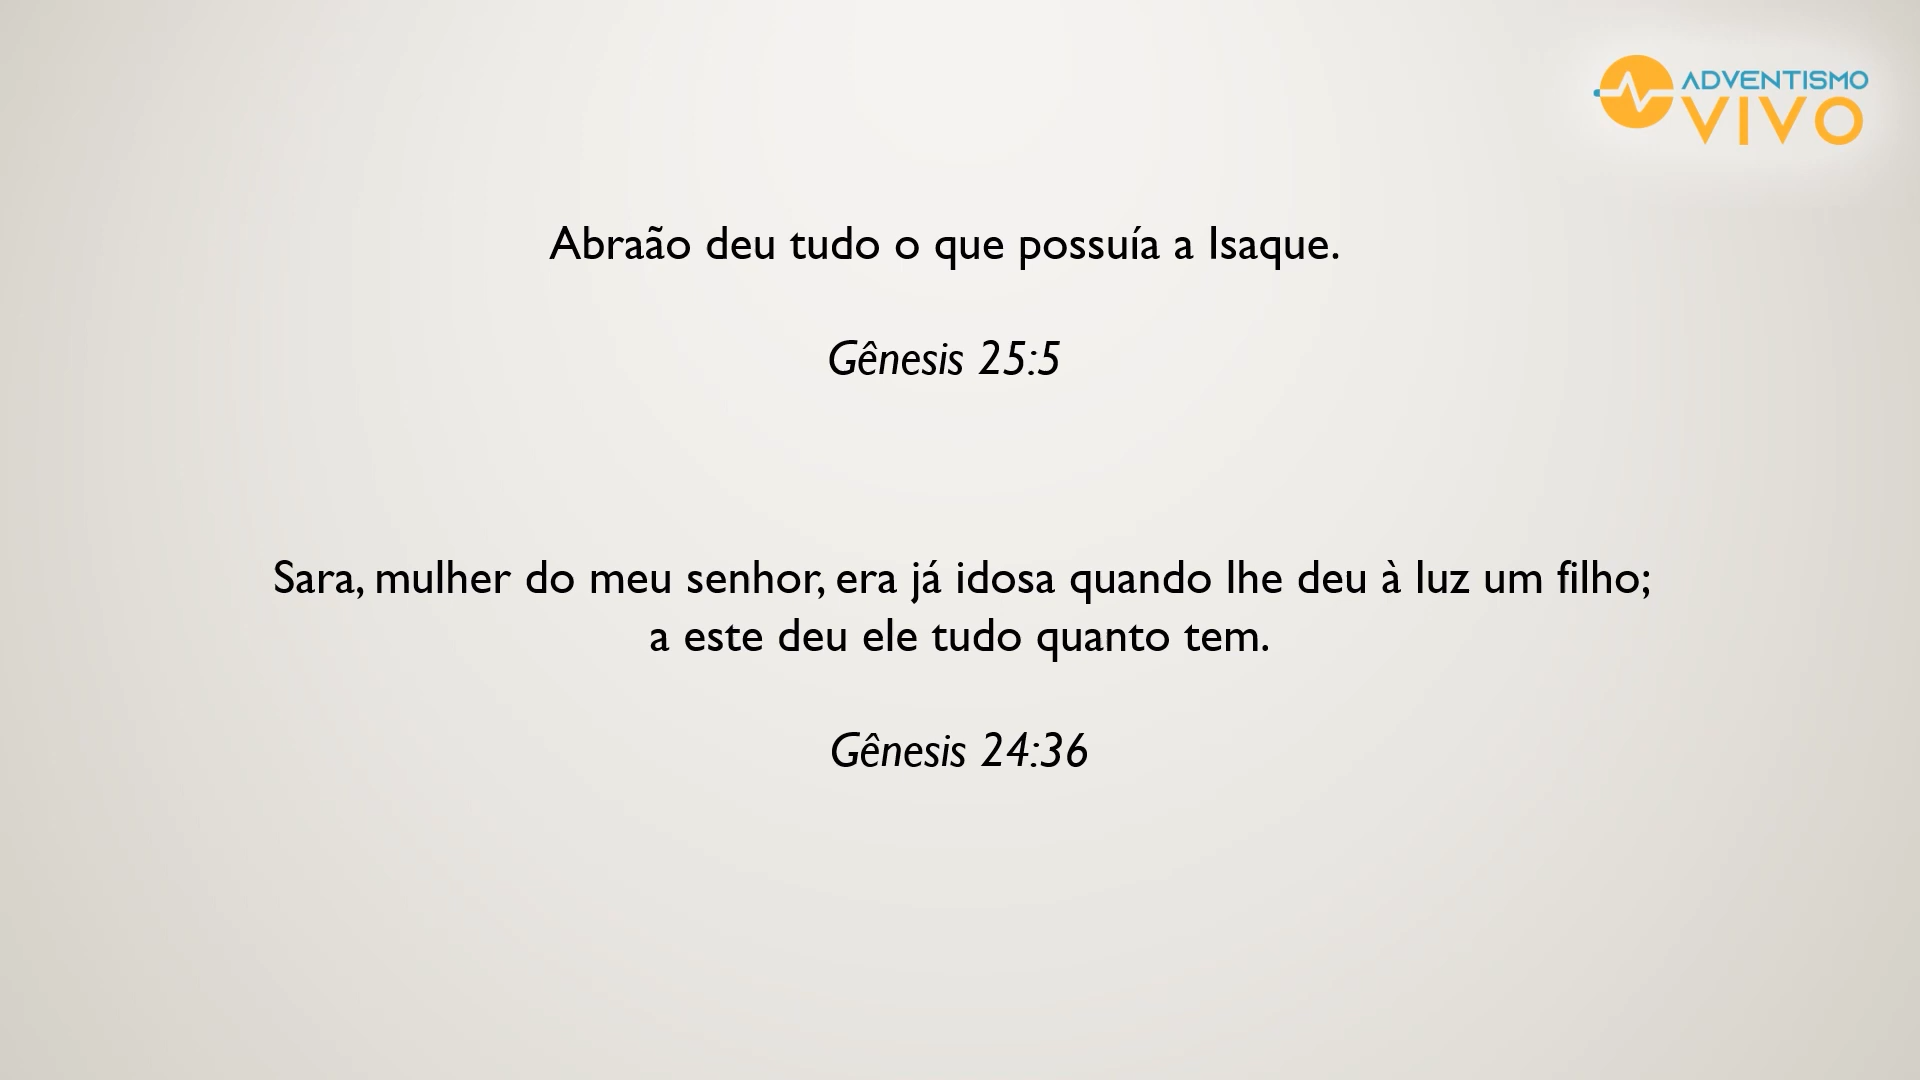 ADVENTISMO
VIVO
Abraão deu tudo o que possuía a Isaque.
Gênesis 25:5
Sara, mulher do meu senhor, era já idosa quando lhe deu à luz um filho;
a este deu ele tudo quanto tem.
Gênesis 24:36